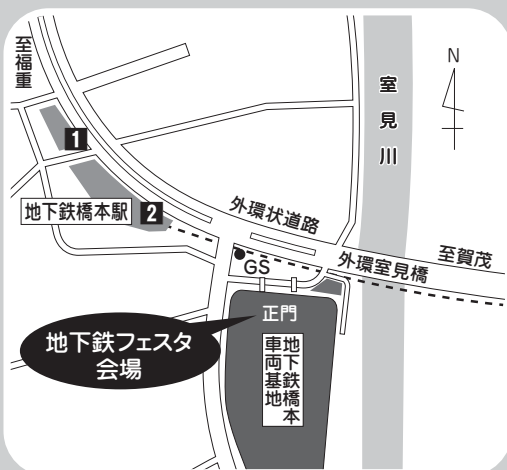 至福重
1
2
地下鉄橋本駅
室見川
N
外環状道路
外環室見橋
至賀茂
GS
正門
地下鉄フェスタ
会場
地下鉄橋本
車両基地